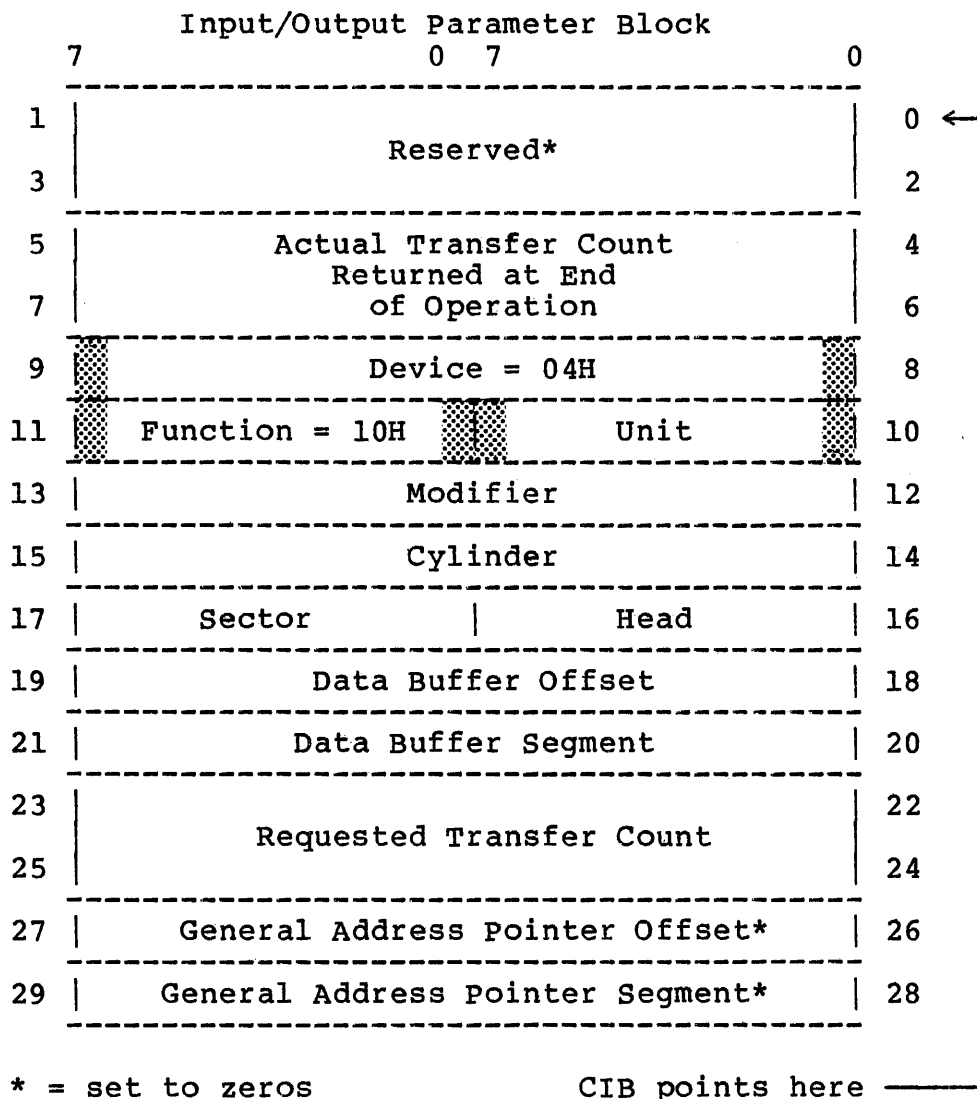 Input/Output Parameter Block
7 0 7 0
1 0
Reserved*
3 2
5 Actual Transfer Count 4
Returned at End
7 of Operation 6
9 Device = 04H 8
11 Function = 10H Unit 10
13 Modifier 12
15 Cylinder 14
17 Sector Head 16
19 Data Buffer Offset 18
21 Data Buffer Segment 20
23 22
Requested Transfer Count
25 24
27 General Address Pointer Offset* 26
29 General Address Pointer Segment* 28
* = set to zeros CIB points here